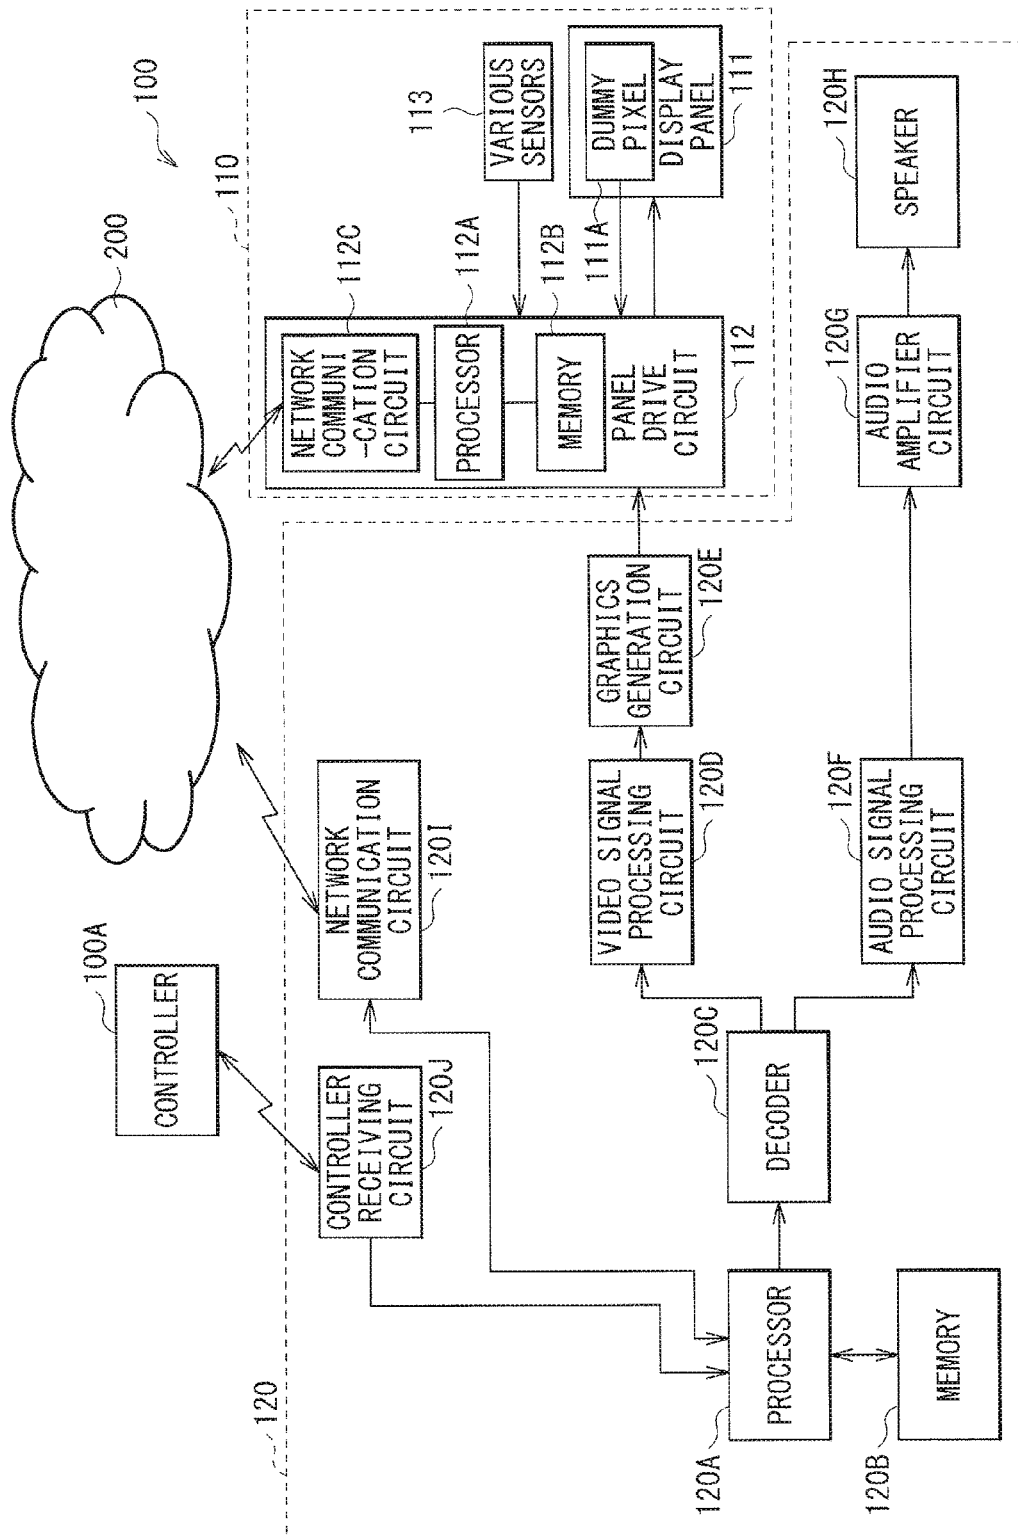 100
200
110
NETWORK
COMMUNI
-CATION
CIRCUIT
112C
PROCESSOR
112A
MEMORY
112B
PANEL
DRIVE
CIRCUIT
112
VARIOUS
SENSORS
113
DUMMY
PIXEL
111A
DISPLAY
PANEL
111
CONTROLLER
100A
120
CONTROLLER
RECEIVING
CIRCUIT
120J
NETWORK
COMMUNICATION
CIRCUIT
120I
PROCESSOR
120A
MEMORY
120B
DECODER
120C
VIDEO SIGNAL
PROCESSING
CIRCUIT
120D
GRAPHICS
GENERATION
CIRCUIT
120E
AUDIO SIGNAL
PROCESSING
CIRCUIT
120F
AUDIO
AMPLIFIER
CIRCUIT
120G
SPEAKER
120H